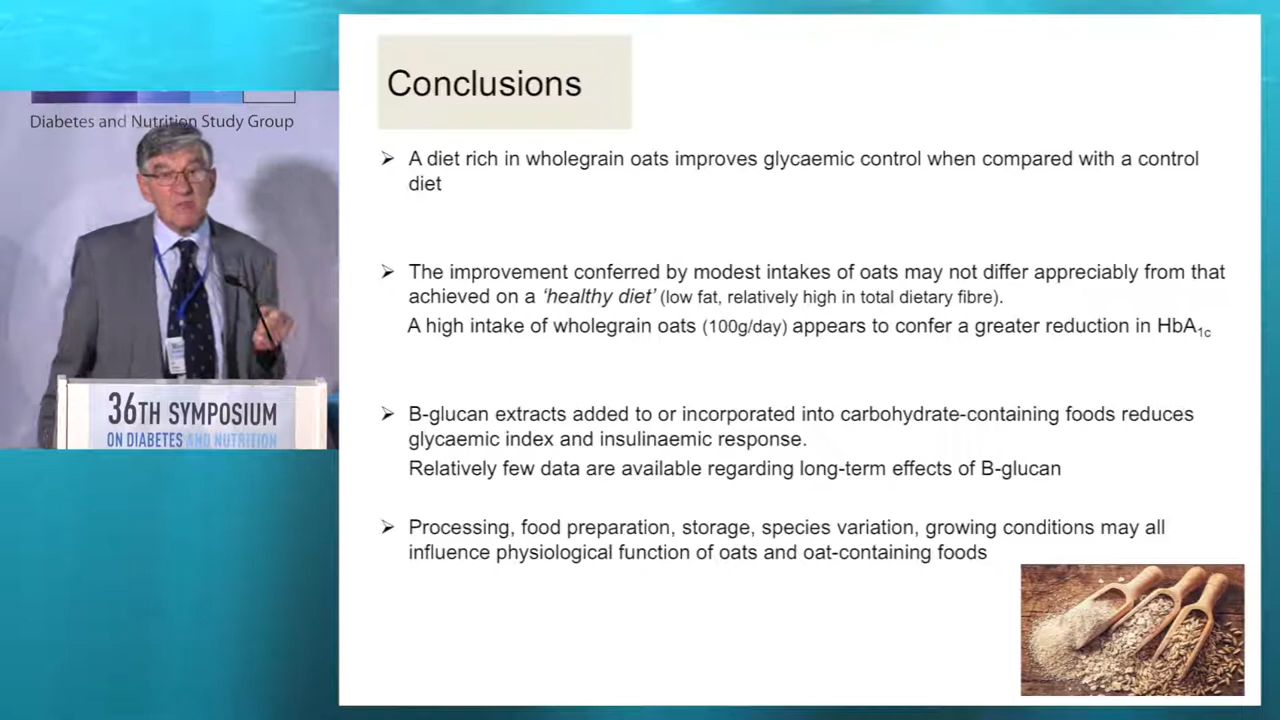 Diabetes and Nutrition Study Group
36TH SYMPOSIUM
ON DIABETES AND NUTRITION
Conclusions
➢ A diet rich in wholegrain oats improves glycaemic control when compared with a control
diet
➢ The improvement conferred by modest intakes of oats may not differ appreciably from that
achieved on a ‘healthy diet’ (low fat, relatively high in total dietary fibre).
A high intake of wholegrain oats (100g/day) appears to confer a greater reduction in HbA1c
➢ B-glucan extracts added to or incorporated into carbohydrate-containing foods reduces
glycaemic index and insulinaemic response.
Relatively few data are available regarding long-term effects of B-glucan
➢ Processing, food preparation, storage, species variation, growing conditions may all
influence physiological function of oats and oat-containing foods